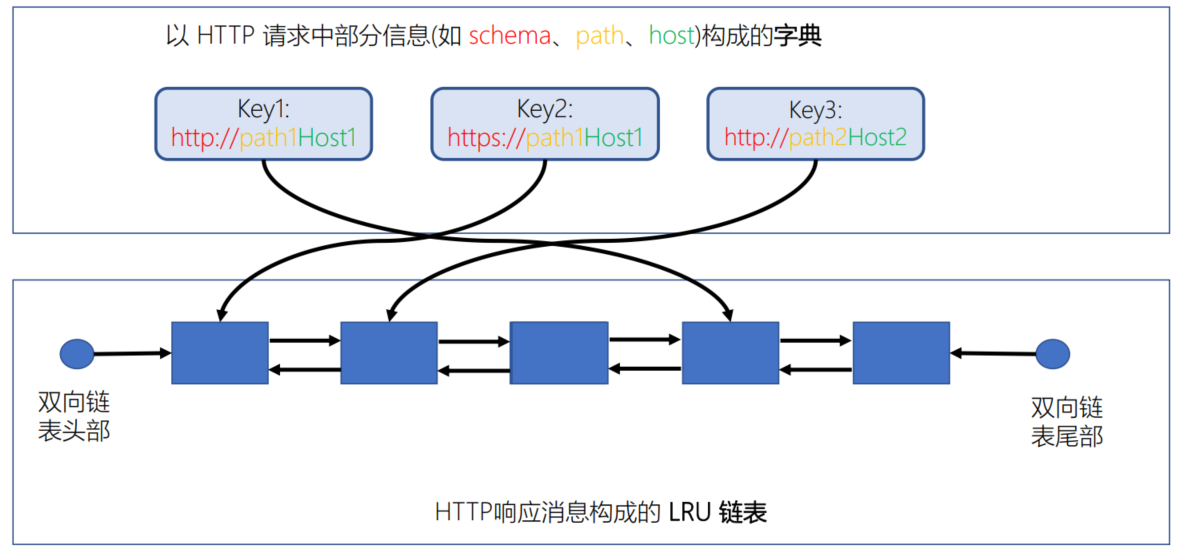 以 HTTP 请求中部分信息(如 schema、path、host)构成的字典
Key1:
http://path1Host1
Key2:
https://path1Host1
Key3:
http://path2Host2
双向链
表头部
双向链
表尾部
HTTP响应消息构成的 LRU 链表